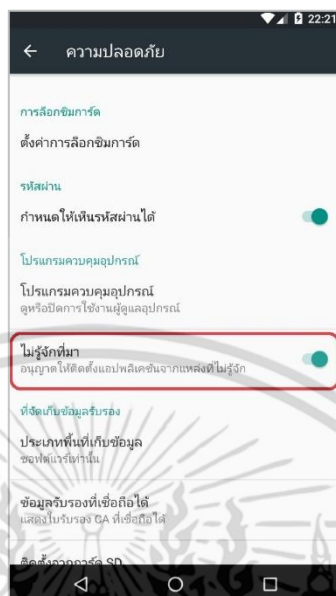 22:21
ความปลอดภัย
การล็อกซิมการ์ด
ตั้งค่าการล็อกซิมการ์ด
รหัสผ่าน
กำหนดให้เห็นรหัสผ่านได้
โปรแกรมควบคุมอุปกรณ์
โปรแกรมควบคุมอุปกรณ์
ดูหรือปิดการใช้งานผู้ดูแลอุปกรณ์
ไม่รู้จักที่มา
อนุญาตให้ติดตั้งแอปพลิเคชันจากแหล่งที่ไม่รู้จัก
ที่จัดเก็บข้อมูลรับรอง
ประเภทพื้นที่เก็บข้อมูล
ซอฟต์แวร์เท่านั้น
ข้อมูลรับรองที่เชื่อถือได้
แสดงใบรับรอง CA ที่เชื่อถือได้
ติดตั้งจากการ์ด SD